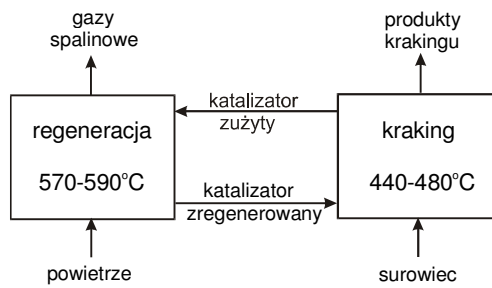 gazy
spalinowe
produkty
krakingu
regeneracja
570-590°C
katalizator
zużyty
katalizator
zregenerowany
kraking
440-480°C
powietrze
surowiec